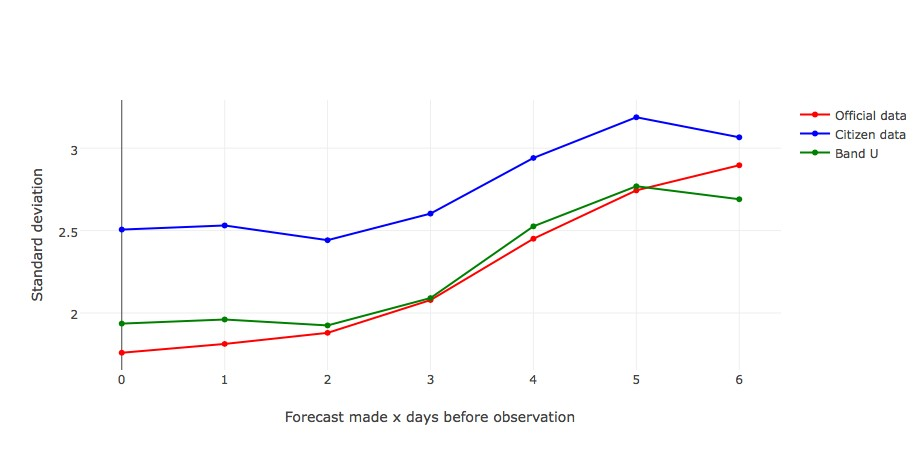 Official data
Citizen data
Band U
Standard deviation
3
2.5
2
0 1 2 3 4 5 6
Forecast made x days before observation